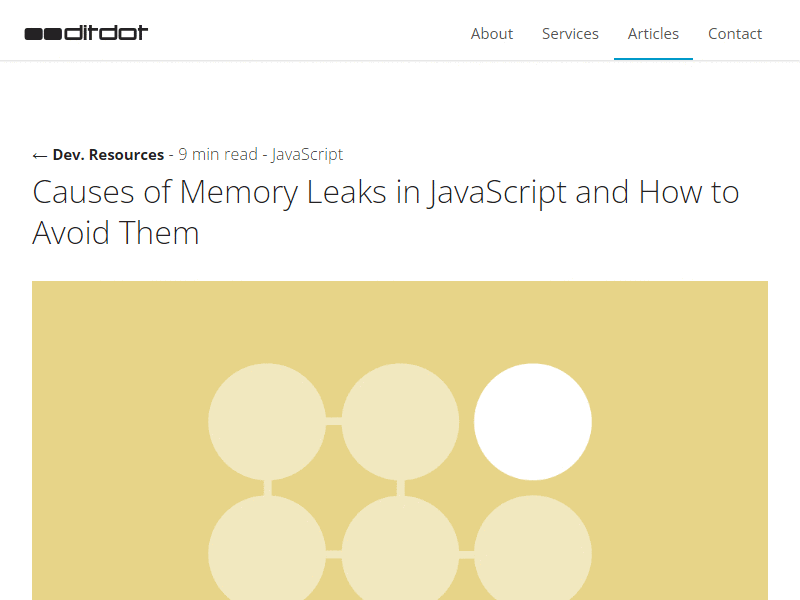 ditdot
About Services Articles Contact
← Dev. Resources - 9 min read - JavaScript
Causes of Memory Leaks in JavaScript and How to
Avoid Them